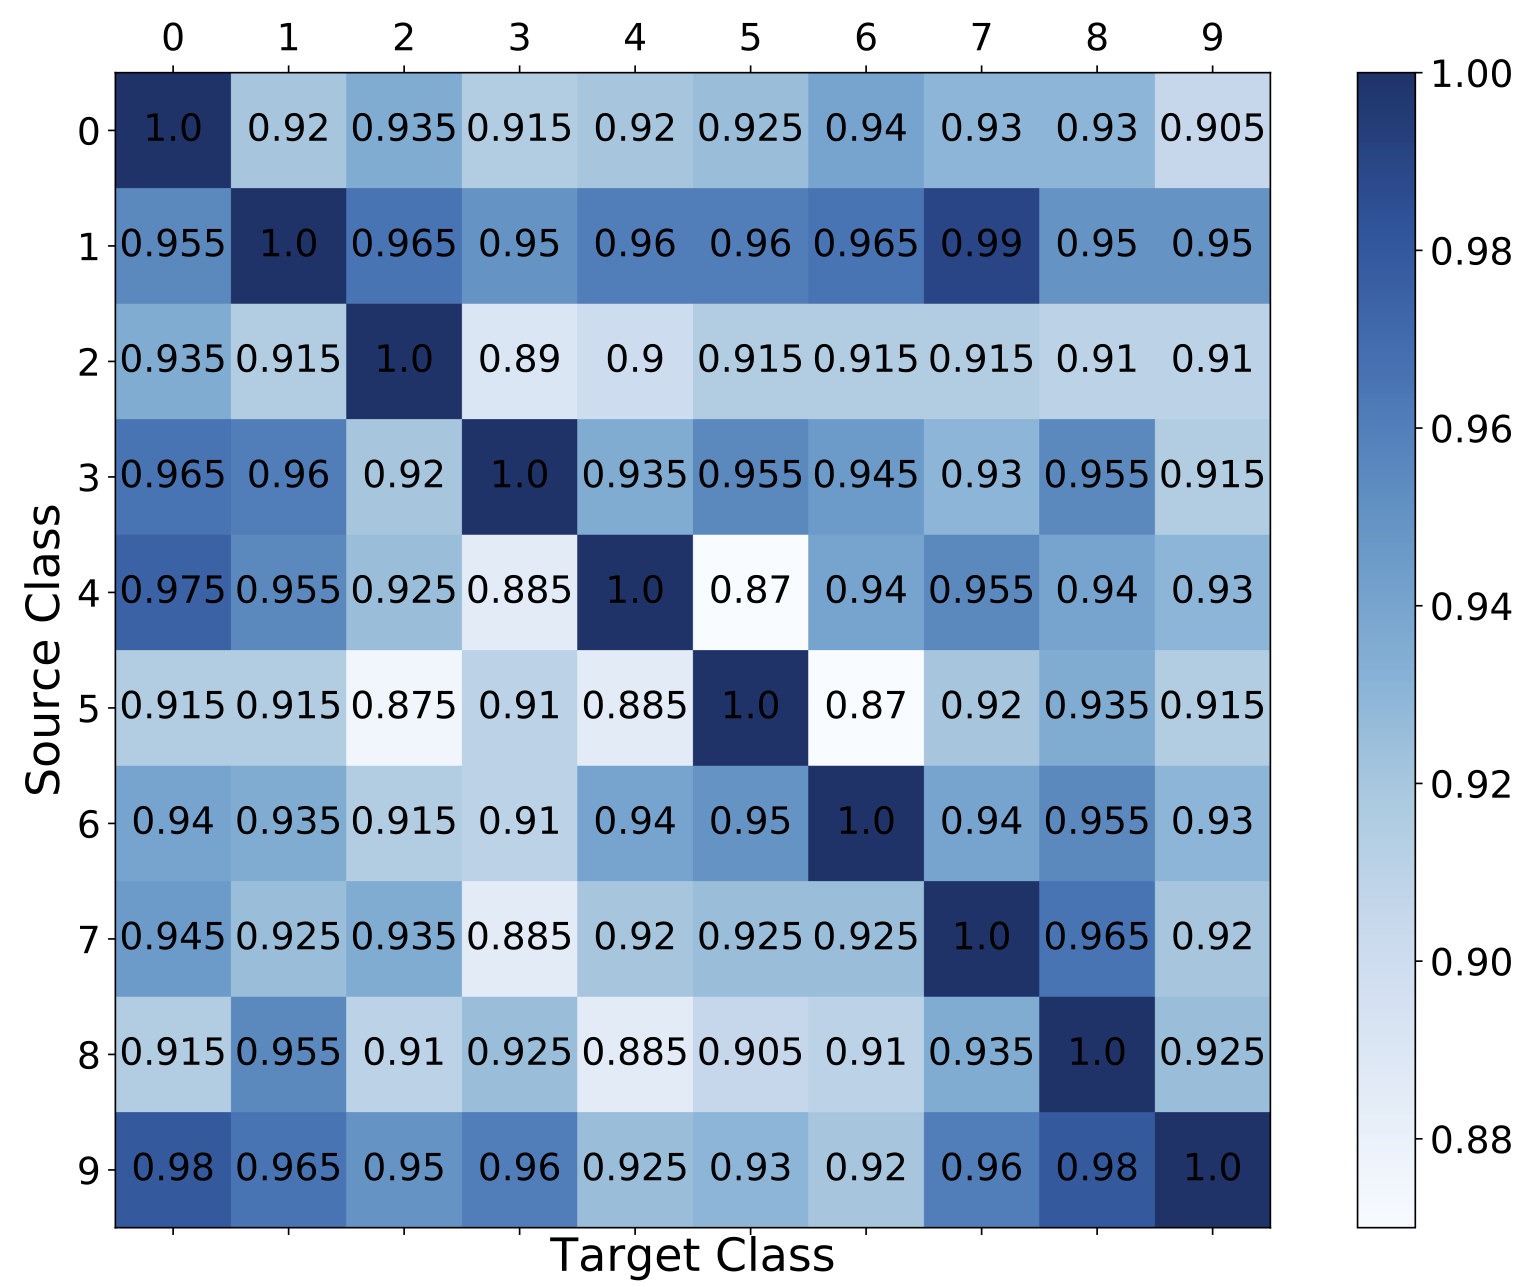 0 1 2 3 4 5 6 7 8 9
0 1.0 0.92 0.935 0.915 0.92 0.925 0.94 0.93 0.93 0.905
1 0.955 1.0 0.965 0.95 0.96 0.96 0.965 0.99 0.95 0.95
2 0.935 0.915 1.0 0.89 0.9 0.915 0.915 0.915 0.91 0.91
3 0.965 0.96 0.92 1.0 0.935 0.955 0.945 0.93 0.955 0.915
4 0.975 0.955 0.925 0.885 1.0 0.87 0.94 0.955 0.94 0.93
5 0.915 0.915 0.875 0.91 0.885 1.0 0.87 0.92 0.935 0.915
6 0.94 0.935 0.915 0.91 0.94 0.95 1.0 0.94 0.955 0.93
7 0.945 0.925 0.935 0.885 0.92 0.925 0.925 1.0 0.965 0.92
8 0.915 0.955 0.91 0.925 0.885 0.905 0.91 0.935 1.0 0.925
9 0.98 0.965 0.95 0.96 0.925 0.93 0.92 0.96 0.98 1.0
Source Class
Target Class
1.00
0.98
0.96
0.94
0.92
0.90
0.88